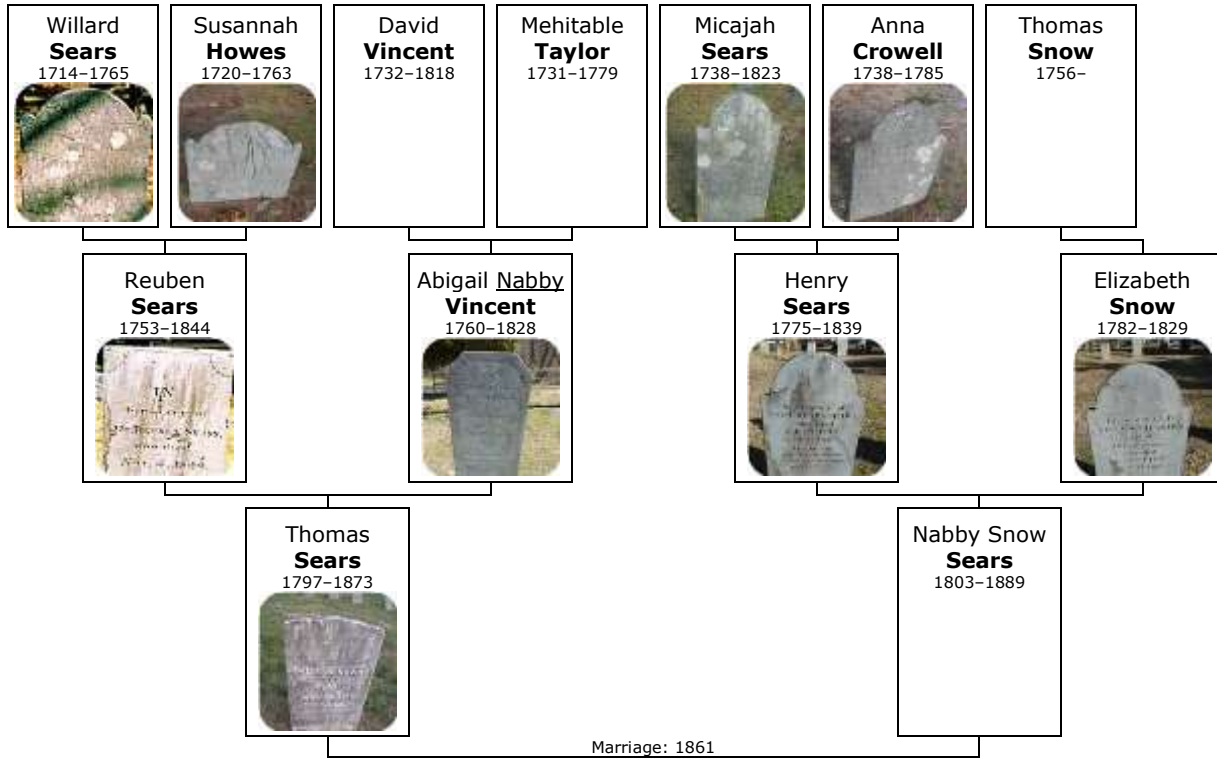 Willard
Sears
1714–1765
Susannah
Howes
1720–1763
David
Vincent
1732–1818
Mehitable
Taylor
1731–1779
Micajah
Sears
1738–1823
Anna
Crowell
1738–1785
Thomas
Snow
1756–
Reuben
Sears
1753–1844
Abigail Nabby
Vincent
1760–1828
Henry
Sears
1775–1839
Elizabeth
Snow
1782–1829
Thomas
Sears
1797–1873
Nabby Snow
Sears
1803–1889
Marriage: 1861